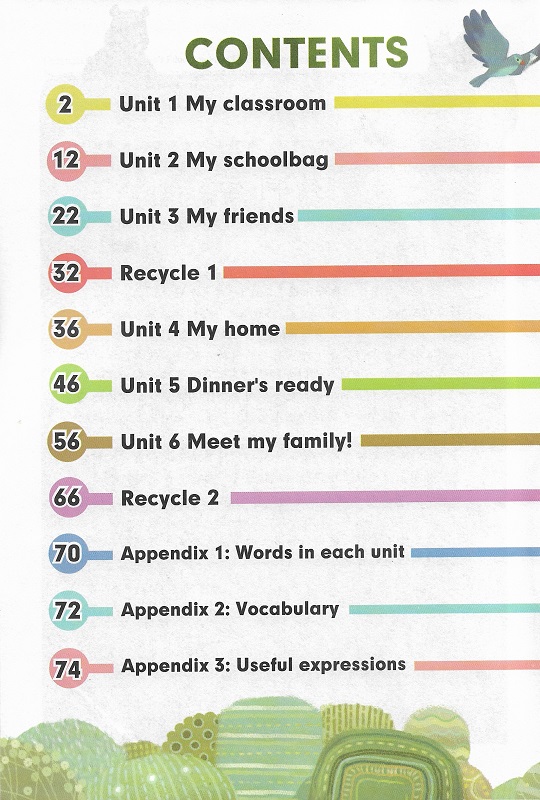 CONTENTS
2 Unit 1 My classroom
12 Unit 2 My schoolbag
22 Unit 3 My friends
32 Recycle 1
36 Unit 4 My home
46 Unit 5 Dinner's ready
56 Unit 6 Meet my family!
66 Recycle 2
70 Appendix 1: Words in each unit
72 Appendix 2: Vocabulary
74 Appendix 3: Useful expressions